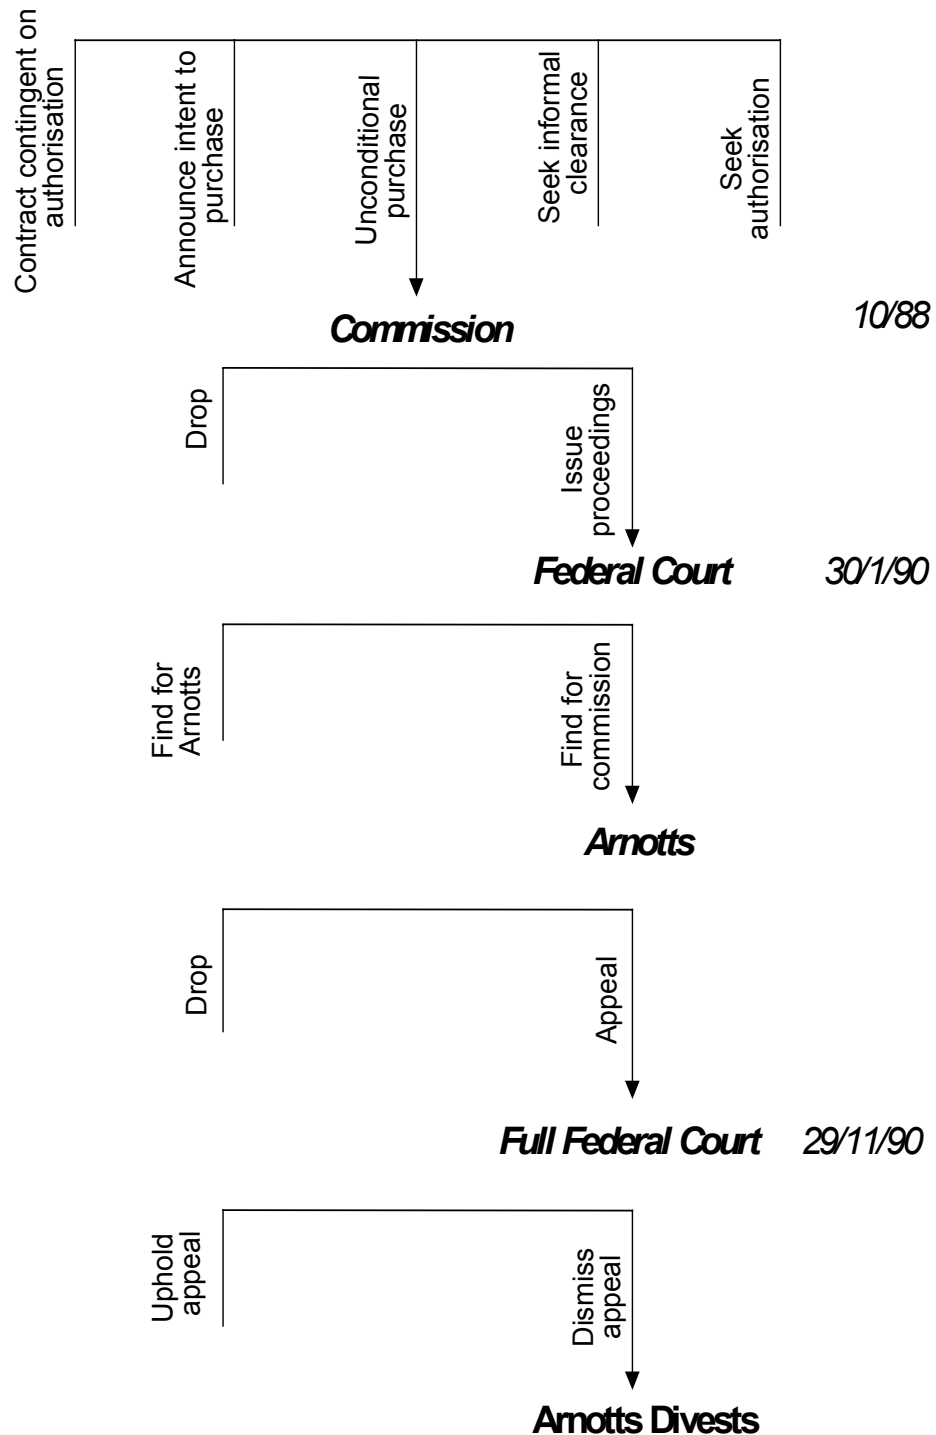 Contract contingent on
authorisation
Announce intent to
purchase
Unconditional
purchase
Seek informal
clearance
Seek
authorisation
Commission
10/88
Drop
Issue
proceedings
Federal Court
30/1/90
Find for
Arnotts
Find for
commission
Arnotts
Drop
Appeal
Full Federal Court
29/11/90
Uphold
appeal
Dismiss
appeal
Arnotts Divests